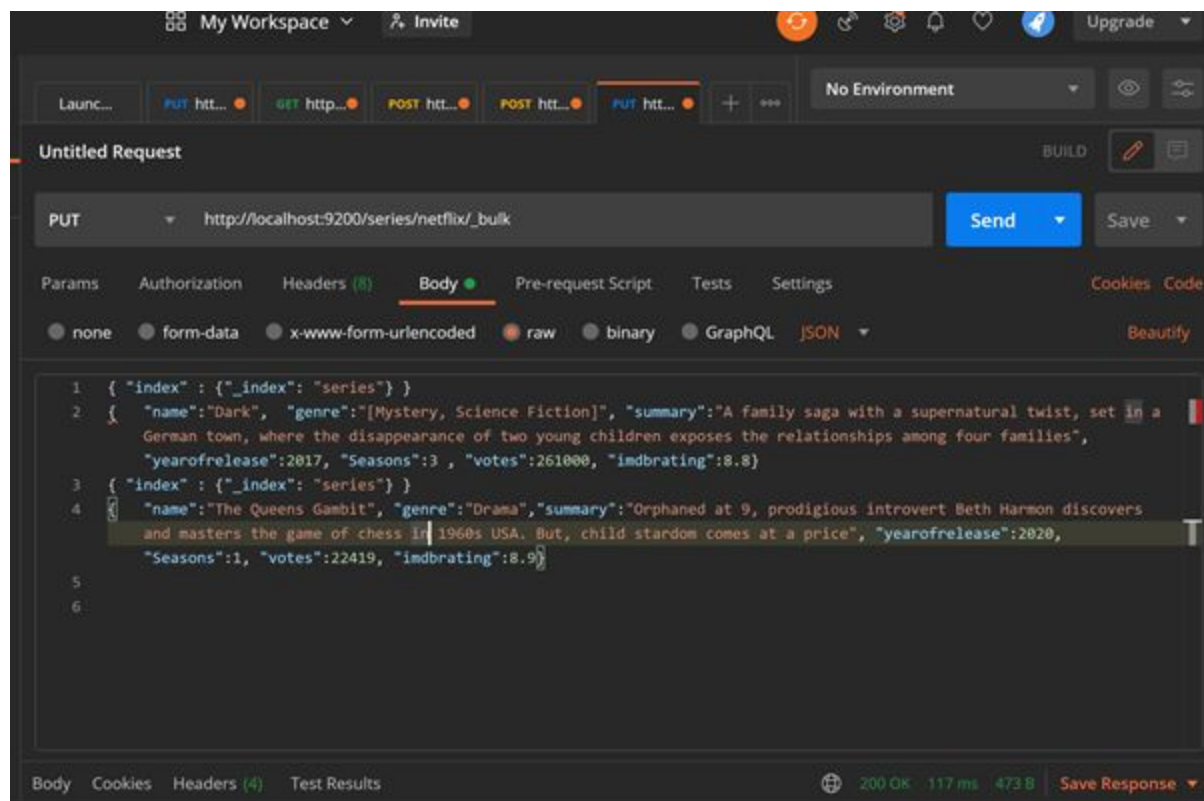 My Workspace Invite Upgrade
Launc... PUT htt... GET http... POST htt... POST htt... PUT htt... No Environment
Untitled Request BUILD
PUT http://localhost:9200/series/netflix/_bulk Send Save
Params Authorization Headers (8) Body Pre-request Script Tests Settings Cookies Code
none form-data x-www-form-urlencoded raw binary GraphQL JSON Beautify
1 { "index" : {"_index": "series"} }
2 { "name":"Dark", "genre":"[Mystery, Science Fiction]", "summary":"A family saga with a supernatural twist, set in a
German town, where the disappearance of two young children exposes the relationships among four families",
"yearofrelease":2017, "Seasons":3 , "votes":261000, "imdbrating":8.8}
3 { "index" : {"_index": "series"} }
4 { "name":"The Queens Gambit", "genre":"Drama","summary":"Orphaned at 9, prodigious introvert Beth Harmon discovers
and masters the game of chess in 1960s USA. But, child stardom comes at a price", "yearofrelease":2020,
"Seasons":1, "votes":22419, "imdbrating":8.9}
5
6
Body Cookies Headers (4) Test Results 200 OK 117 ms 473 B Save Response